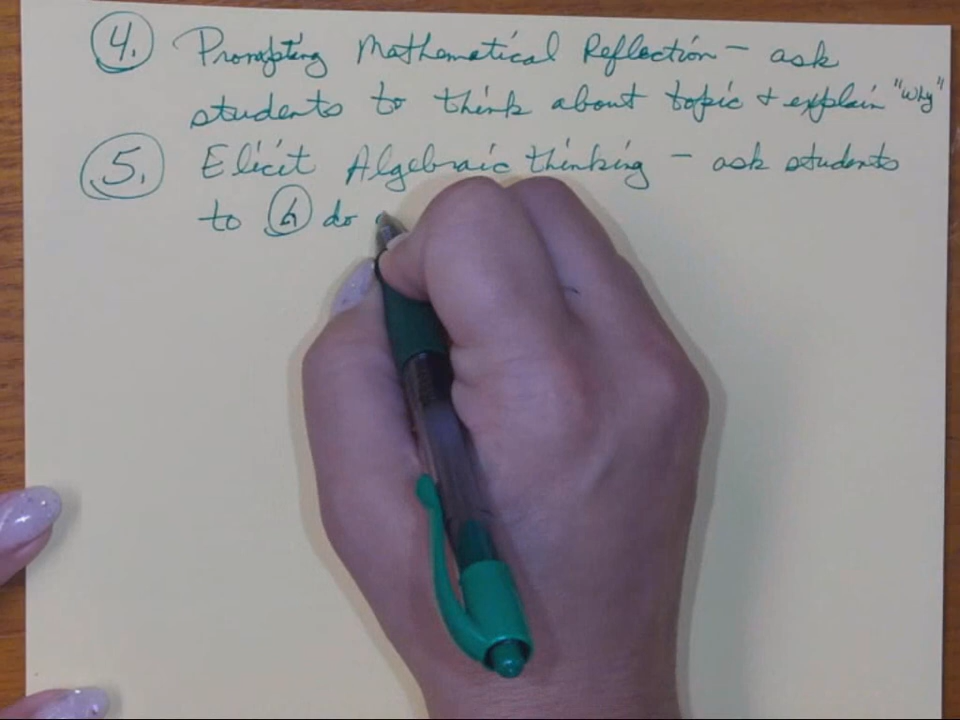 4. Prompting Mathematical Reflection - ask
students to think about topic + explain "why"
5. Elicit Algebraic thinking - ask students
to do